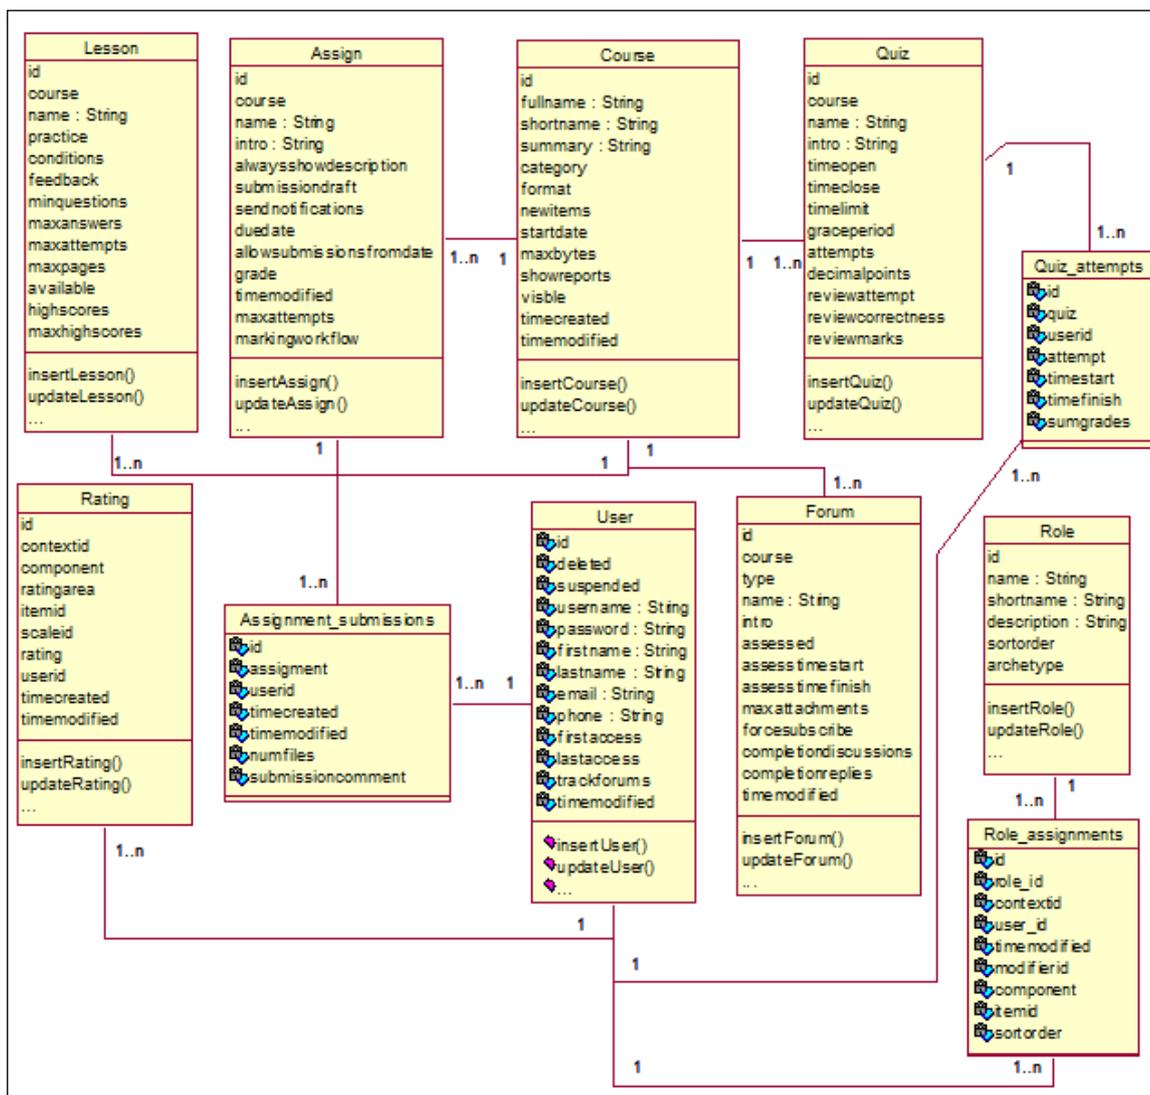 Lesson
id
course
name : String
practice
conditions
feedback
minquestions
maxanswers
maxattempts
maxpages
available
highscores
maxhighscores
insertLesson()
updateLesson()
...
Assign
id
course
name : String
intro : String
alwaysshowdescription
submissiondraft
sendnotifications
duedate
allowsubmissionsfromdate
grade
timemodified
maxattempts
markingworkflow
insertAssign()
updateAssign()
...
1..n
1
Course
id
fullname : String
shortname : String
summary : String
category
format
newitems
startdate
maxbytes
showreports
visble
timecreated
timemodified
insertCourse()
updateCourse()
...
1
1..n
Quiz
id
course
name : String
intro : String
timeopen
timeclose
timelimit
graceperiod
attempts
decimalpoints
reviewattempt
reviewcorrectness
reviewmarks
insertQuiz()
updateQuiz()
...
1
1..n
Quiz_attempts
id
quiz
userid
attempt
timestart
timefinish
sumgrades
1..n
1..n
1
1
1
1..n
Rating
id
contextid
component
ratingarea
itemid
scaleid
rating
userid
timecreated
timemodified
insertRating()
updateRating()
...
1..n
1..n
Assignment_submissions
id
assigment
userid
timecreated
timemodified
numfiles
submissioncomment
1..n
1
User
id
deleted
suspended
username : String
password : String
firstname : String
lastname : String
email : String
phone : String
firstaccess
lastaccess
trackforums
timemodified
insertUser()
updateUser()
...
1
1
1
Forum
id
course
type
name : String
intro
assessed
assesstimestart
assesstimefinish
maxattachments
forcesubscribe
completiondiscussions
completionreplies
timemodified
insertForum()
updateForum()
...
Role
id
name : String
shortname : String
description : String
sortorder
archetype
insertRole()
updateRole()
...
1
1..n
Role_assignments
id
role_id
contextid
user_id
timemodified
modifierid
component
itemid
sortorder
1..n